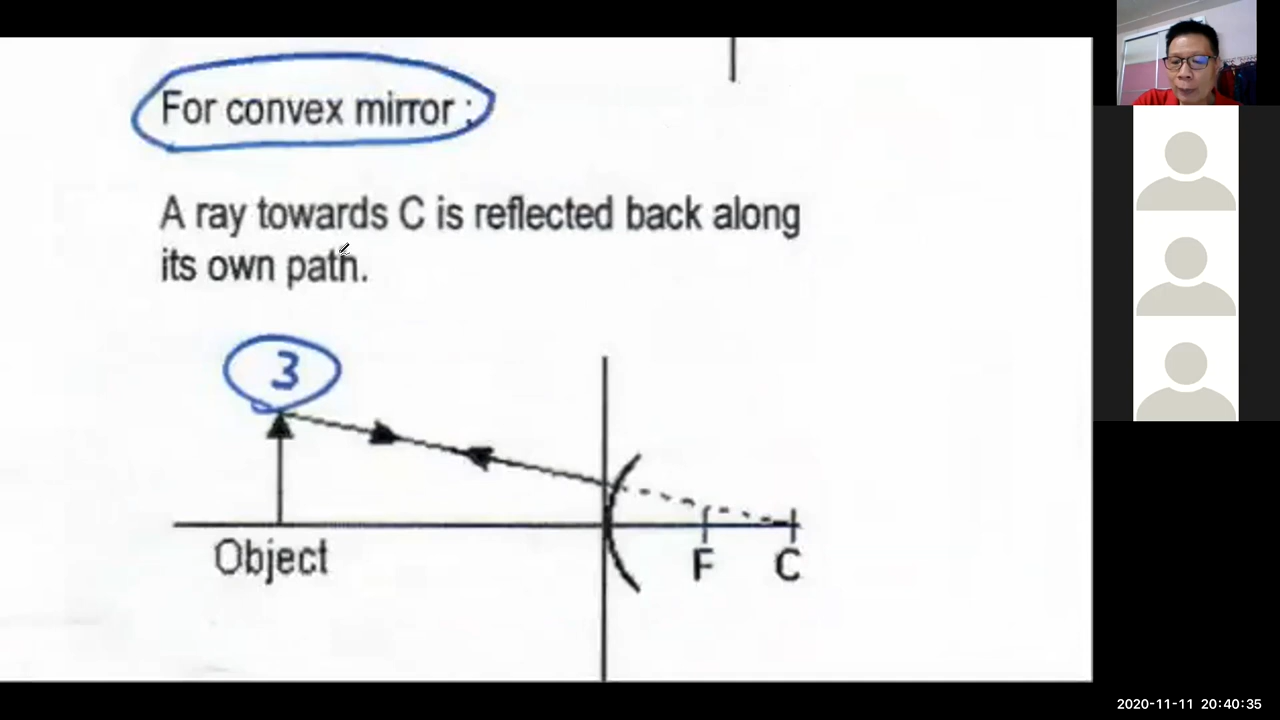 For convex mirror :
A ray towards C is reflected back along
its own path.
3
Object
F
C
2020-11-11 20:40:35